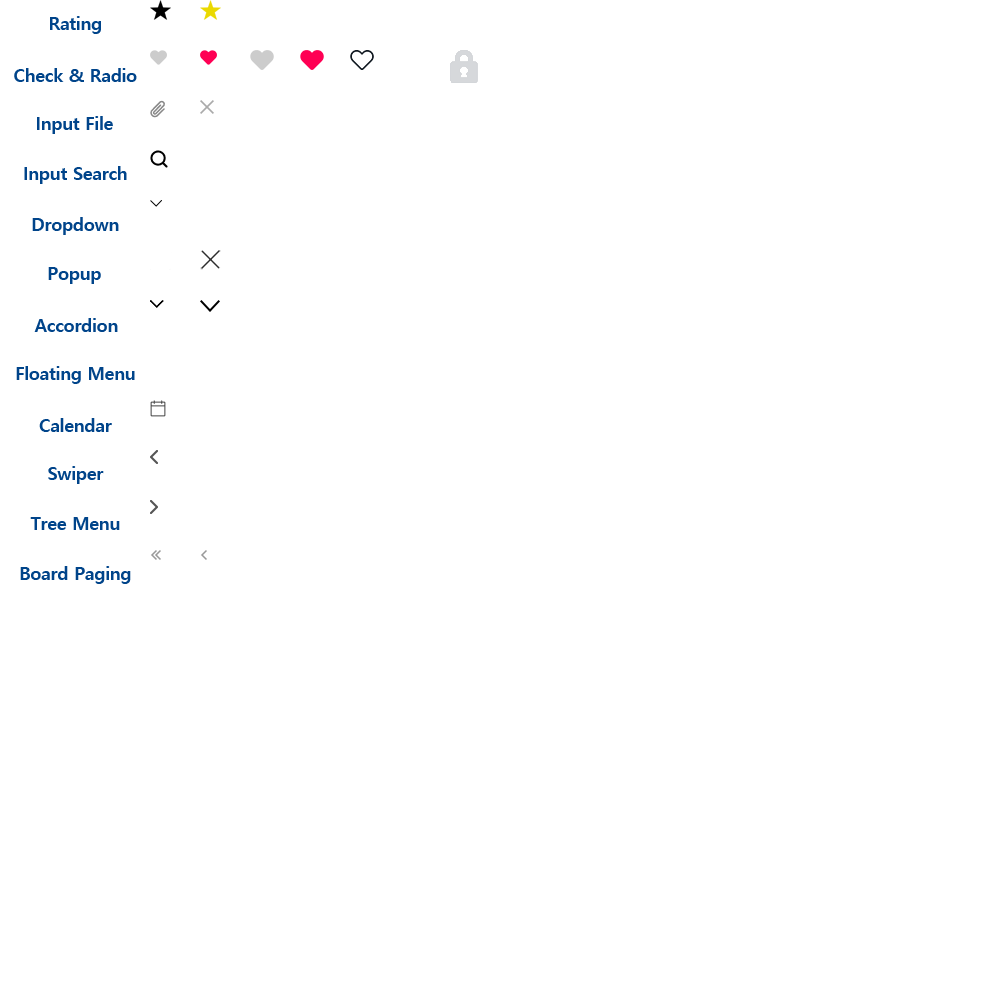 Rating
Check & Radio
Input File
Input Search
Dropdown
Popup
Accordion
Floating Menu
Calendar
Swiper
Tree Menu
Board Paging